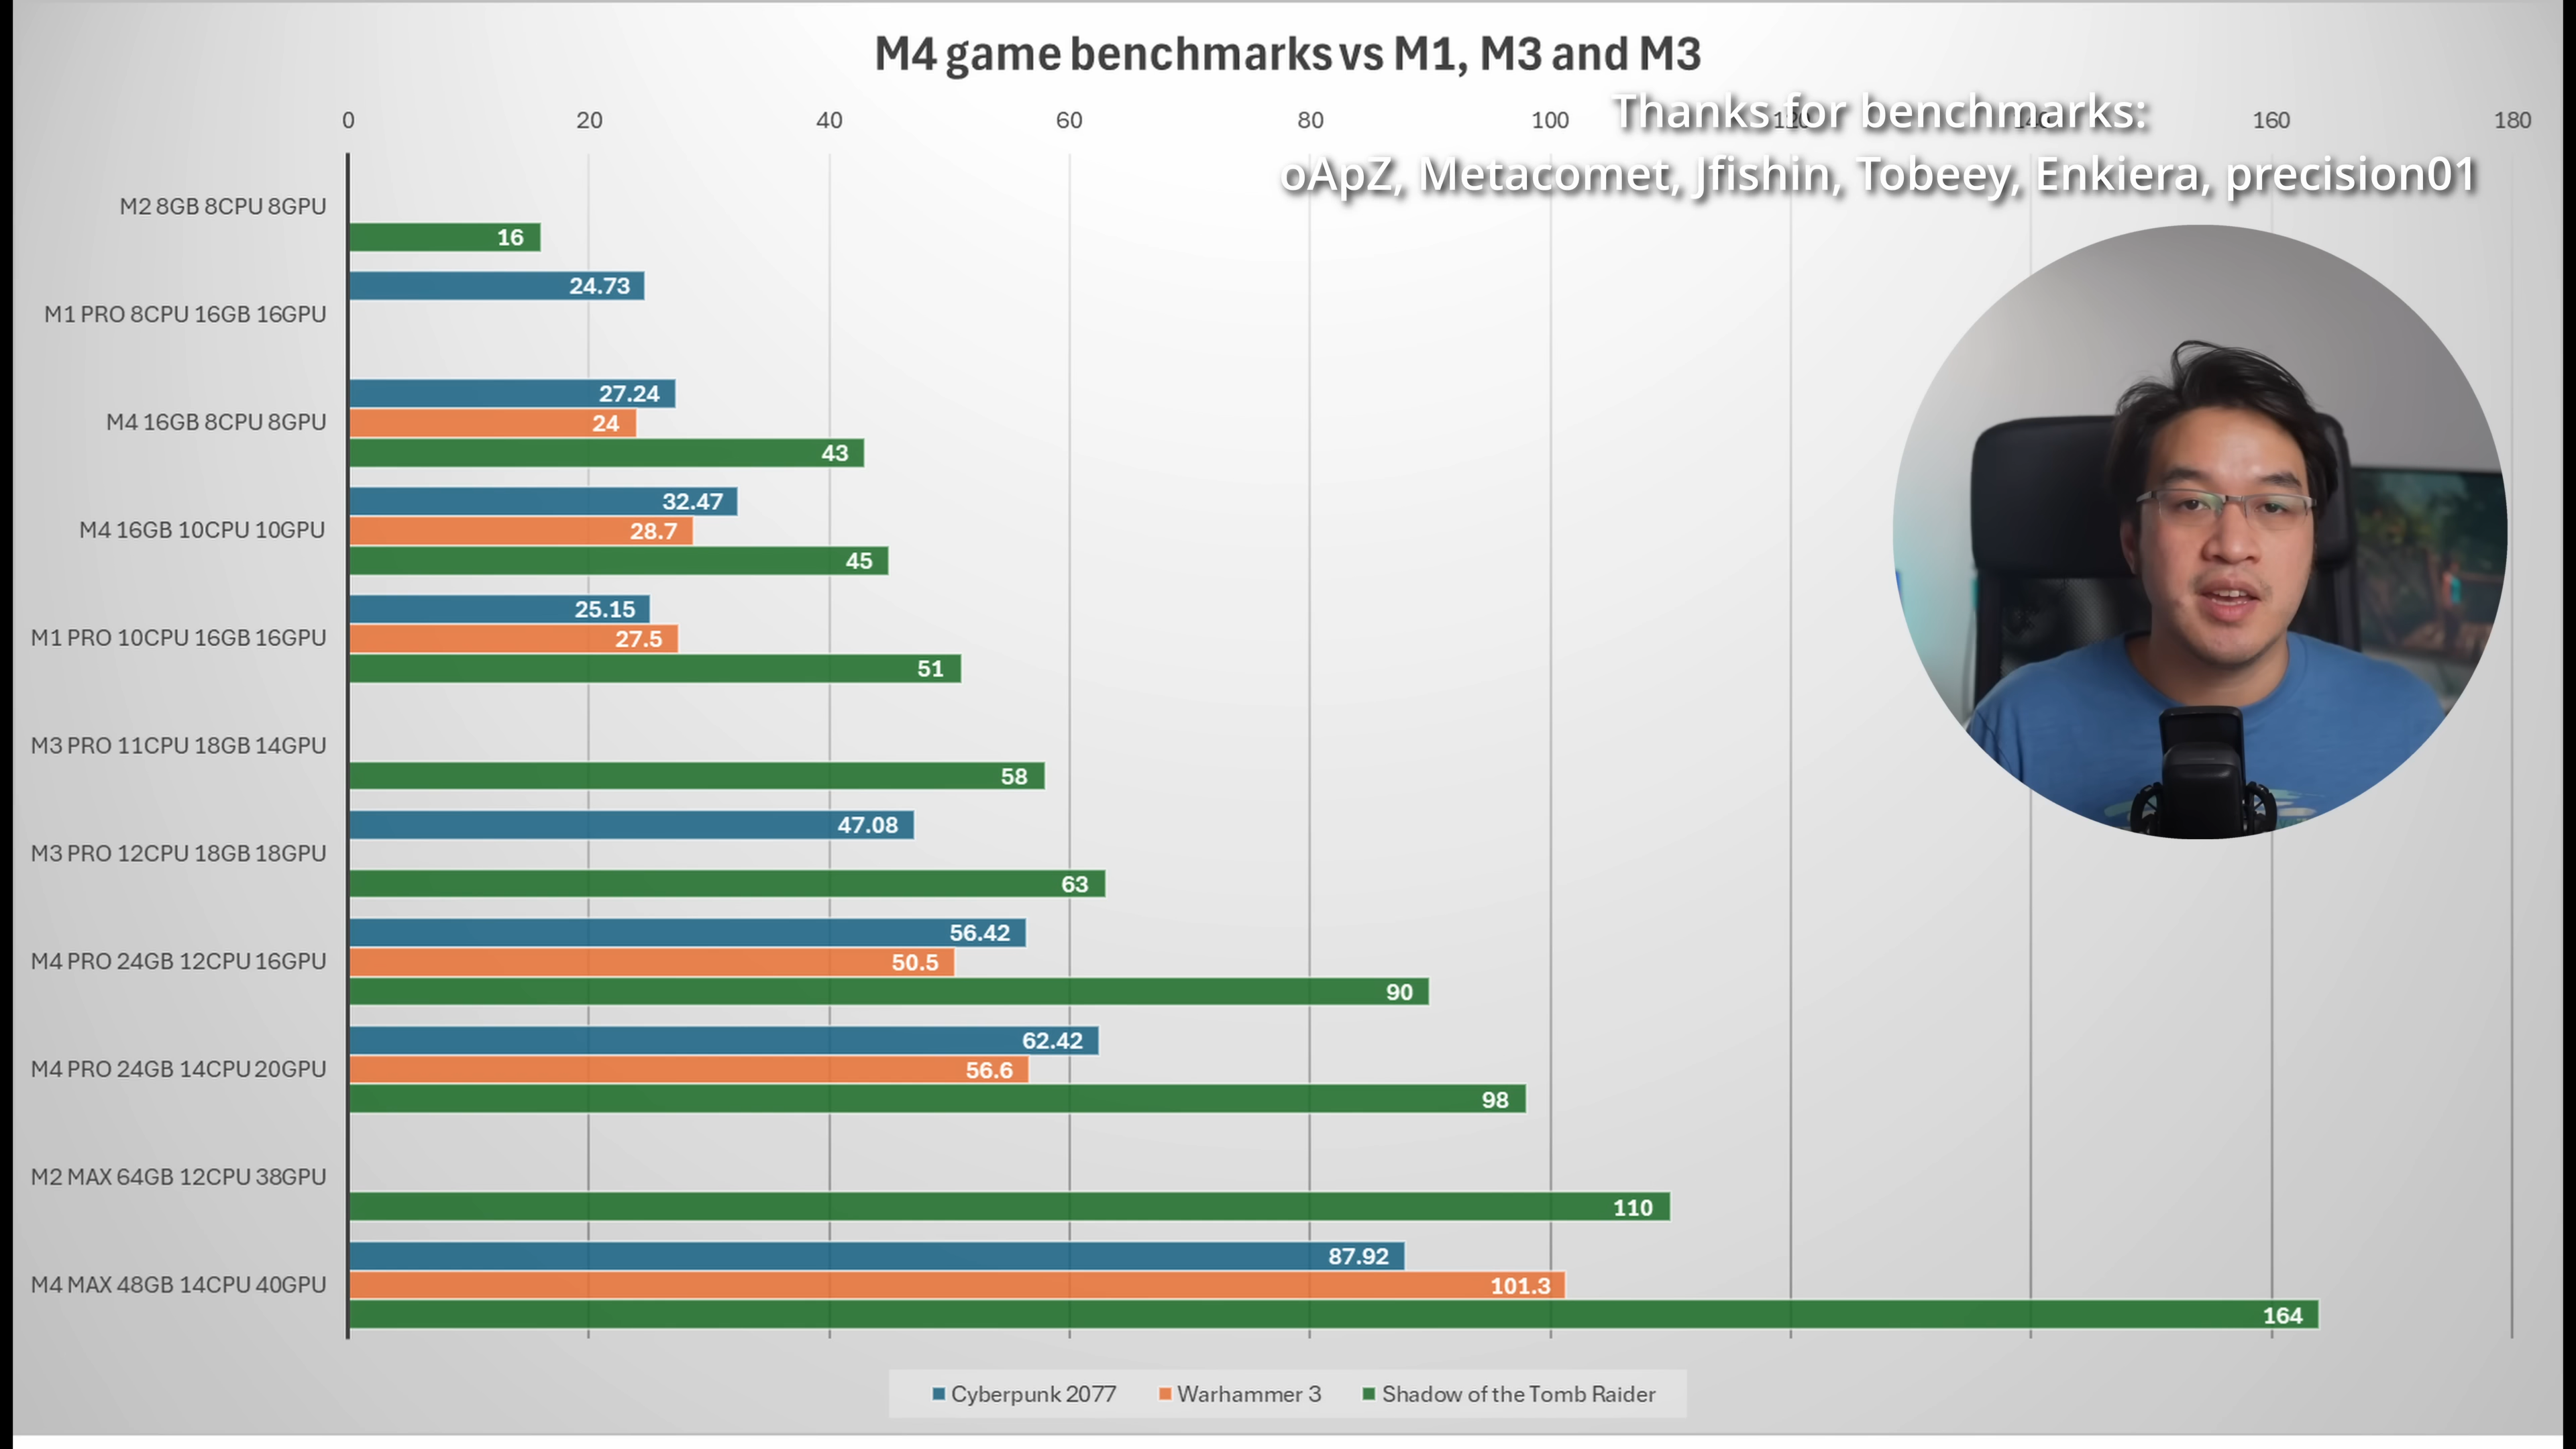 M4 game benchmarks vs M1, M3 and M3
Thanks for benchmarks:
oApZ, Metacomet, Jfishin, Tobeey, Enkiera, precision01
0 20 40 60 80 100 120 140 160 180
M2 8GB 8CPU 8GPU
16
24.73
M1 PRO 8CPU 16GB 16GPU
27.24
M4 16GB 8CPU 8GPU
24
43
32.47
M4 16GB 10CPU 10GPU
28.7
45
25.15
M1 PRO 10CPU 16GB 16GPU
27.5
51
M3 PRO 11CPU 18GB 14GPU
58
47.08
M3 PRO 12CPU 18GB 18GPU
63
56.42
M4 PRO 24GB 12CPU 16GPU
50.5
90
62.42
M4 PRO 24GB 14CPU 20GPU
56.6
98
M2 MAX 64GB 12CPU 38GPU
110
87.92
M4 MAX 48GB 14CPU 40GPU
101.3
164
Cyberpunk 2077 Warhammer 3 Shadow of the Tomb Raider